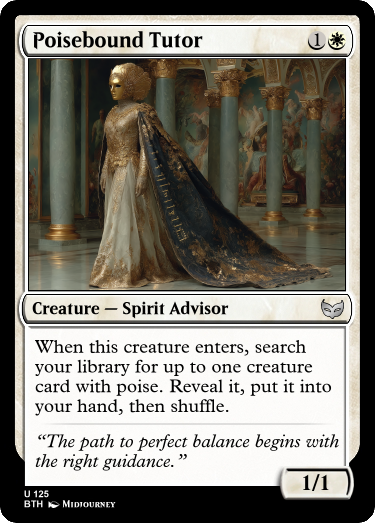 Poisebound Tutor 1
Creature — Spirit Advisor
When this creature enters, search
your library for up to one creature
card with poise. Reveal it, put it into
your hand, then shuffle.
“The path to perfect balance begins with
the right guidance.”
1/1
U 125
BTH Midjourney